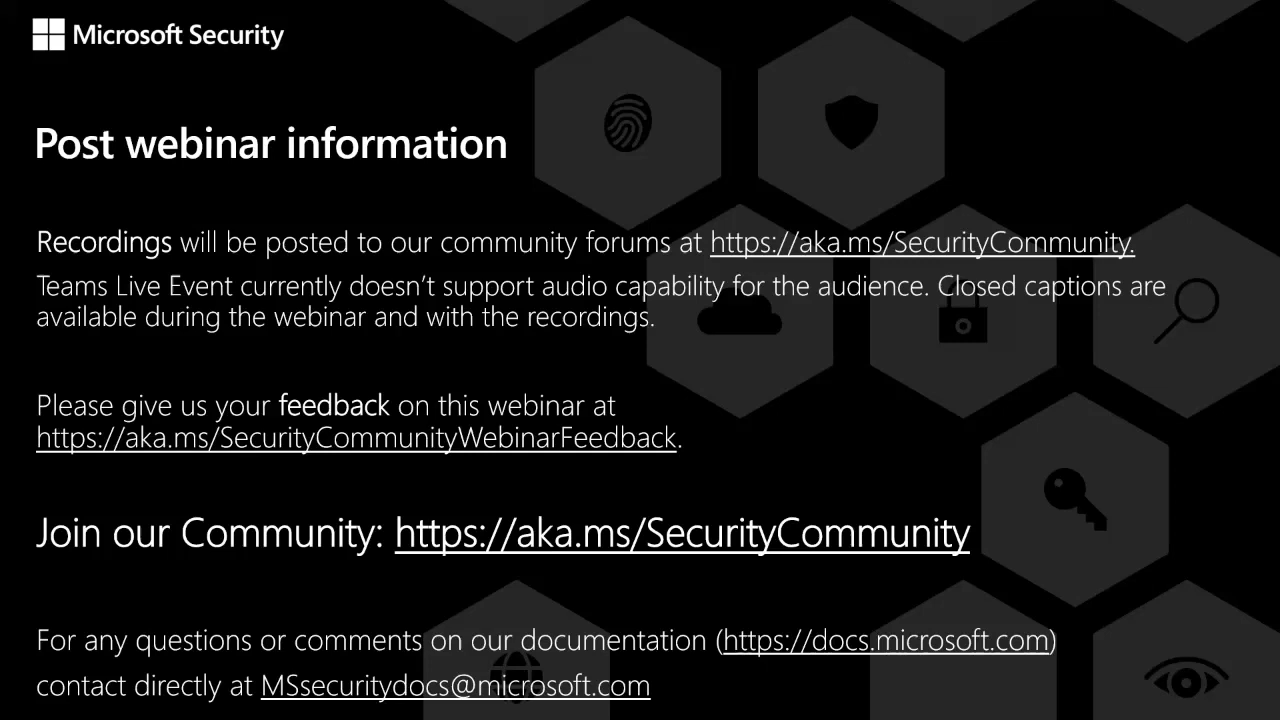 Microsoft Security
Post webinar information
Recordings will be posted to our community forums at https://aka.ms/SecurityCommunity.
Teams Live Event currently doesn’t support audio capability for the audience. Closed captions are
available during the webinar and with the recordings.
Please give us your feedback on this webinar at
https://aka.ms/SecurityCommunityWebinarFeedback.
Join our Community: https://aka.ms/SecurityCommunity
For any questions or comments on our documentation (https://docs.microsoft.com)
contact directly at MSsecuritydocs@microsoft.com